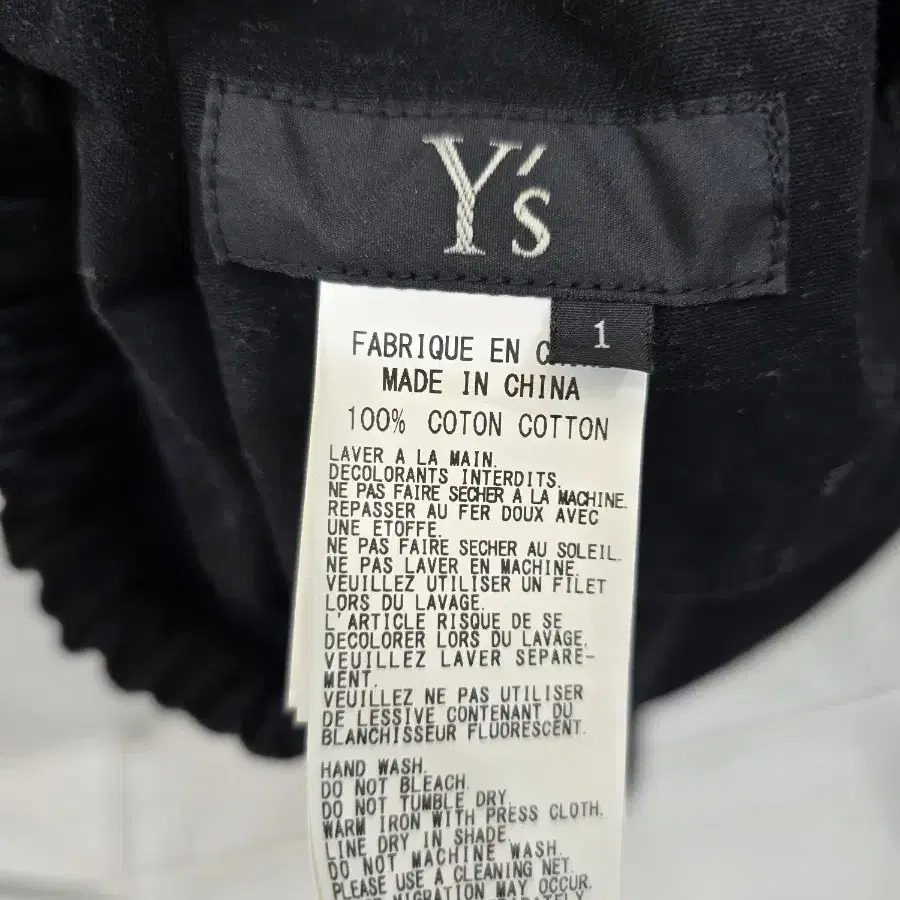 Y's
1
FABRIQUE EN
MADE IN CHINA
100% COTON COTTON
LAVER A LA MAIN.
DECOLORANTS INTERDITS.
NE PAS FAIRE SECHER A LA MACHINE.
REPASSER AU FER DOUX AVEC
UNE ETOFFE.
NE PAS FAIRE SECHER AU SOLEIL.
NE PAS LAVER EN MACHINE.
VEUILLEZ UTILISER UN FILET
LORS DU LAVAGE.
L'ARTICLE RISQUE DE SE
DECOLORER LORS DU LAVAGE.
VEUILLEZ LAVER SEPARE-
MENT.
VEUILLEZ NE PAS UTILISER
DE LESSIVE CONTENANT DU
BLANCHISSEUR FLUORESCENT.
HAND WASH.
DO NOT BLEACH.
DO NOT TUMBLE DRY.
WARM IRON WITH PRESS CLOTH.
LINE DRY IN SHADE.
DO NOT MACHINE WASH.
PLEASE USE A CLEANING NET.
MIGRATION MAY OCCUR.